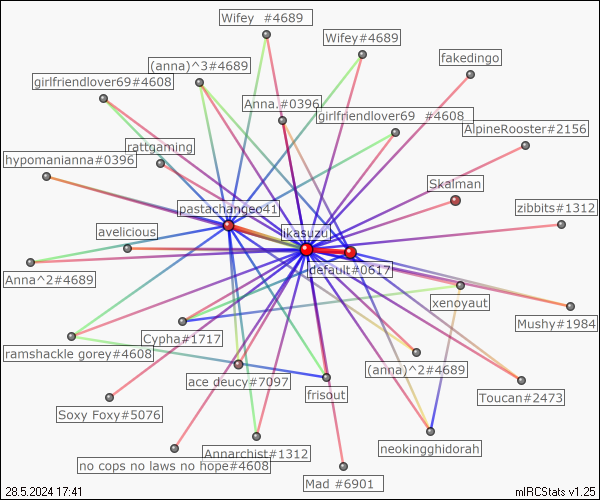 Wifey  #4689
Wifey#4689
fakedingo
(anna)^3#4689
girlfriendlover69#4608
Anna.#0396
girlfriendlover69  #4608
AlpineRooster#2156
rattgaming
hypomanianna#0396
Skalman
pastachangeo41
zibbits#1312
avelicious
ikasuzu
default#0617
Anna^2#4689
xenoyaut
Mushy#1984
Cypha#1717
ramshackle gorey#4608
(anna)^2#4689
ace deucy#7097
frisout
Toucan#2473
Soxy Foxy#5076
neokingghidorah
Annarchist#1312
no cops no laws no hope#4608
Mad #6901
28.5.2024 17:41
mIRCStats v1.25